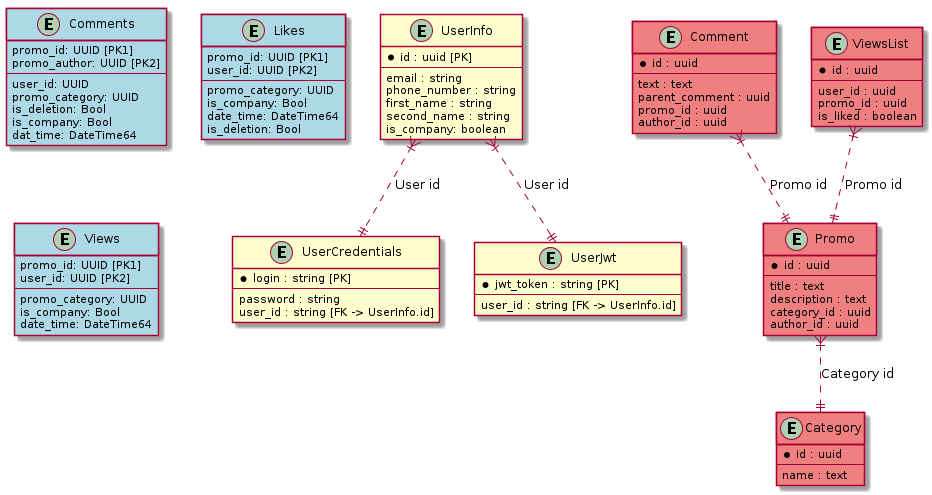 E Comments
promo_id: UUID [PK1]
promo_author: UUID [PK2]
user_id: UUID
promo_category: UUID
is_deletion: Bool
is_company: Bool
dat_time: DateTime64
E Likes
promo_id: UUID [PK1]
user_id: UUID [PK2]
promo_category: UUID
is_company: Bool
date_time: DateTime64
is_deletion: Bool
E UserInfo
id : uuid [PK]
email : string
phone_number : string
first_name : string
second_name : string
is_company: boolean
E Comment
id : uuid
text : text
parent_comment : uuid
promo_id : uuid
author_id : uuid
E ViewsList
id : uuid
user_id : uuid
promo_id : uuid
is_liked : boolean
User id
User id
Promo id
Promo id
E Views
promo_id: UUID [PK1]
user_id: UUID [PK2]
promo_category: UUID
is_company: Bool
date_time: DateTime64
E UserCredentials
login : string [PK]
password : string
user_id : string [FK -> UserInfo.id]
E UserJwt
jwt_token : string [PK]
user_id : string [FK -> UserInfo.id]
E Promo
id : uuid
title : text
description : text
category_id : uuid
author_id : uuid
Category id
E Category
id : uuid
name : text